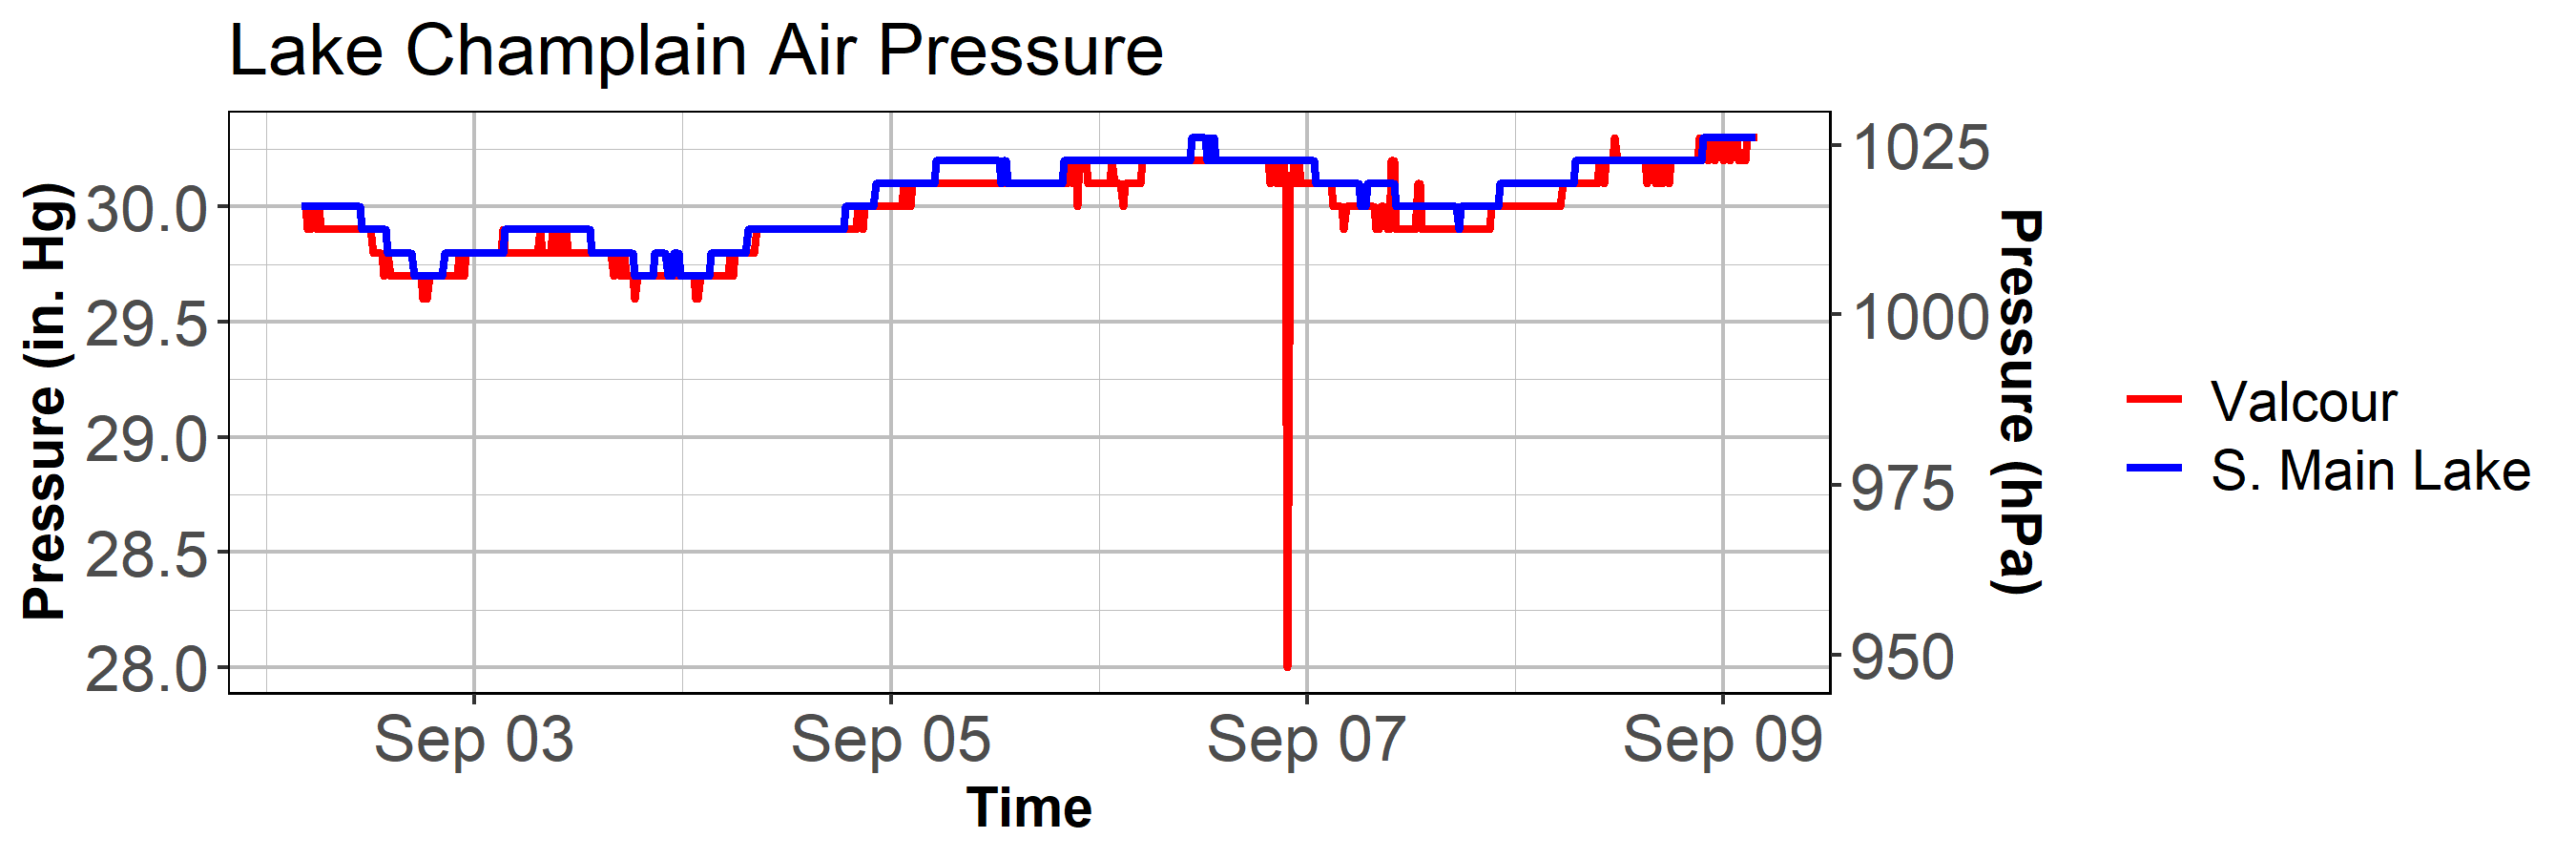 Lake Champlain Air Pressure
Pressure (in. Hg)
30.0
29.5
29.0
28.5
28.0
1025
1000
975
950
Pressure (hPa)
Valcour
S. Main Lake
Sep 03 Sep 05 Sep 07 Sep 09
Time